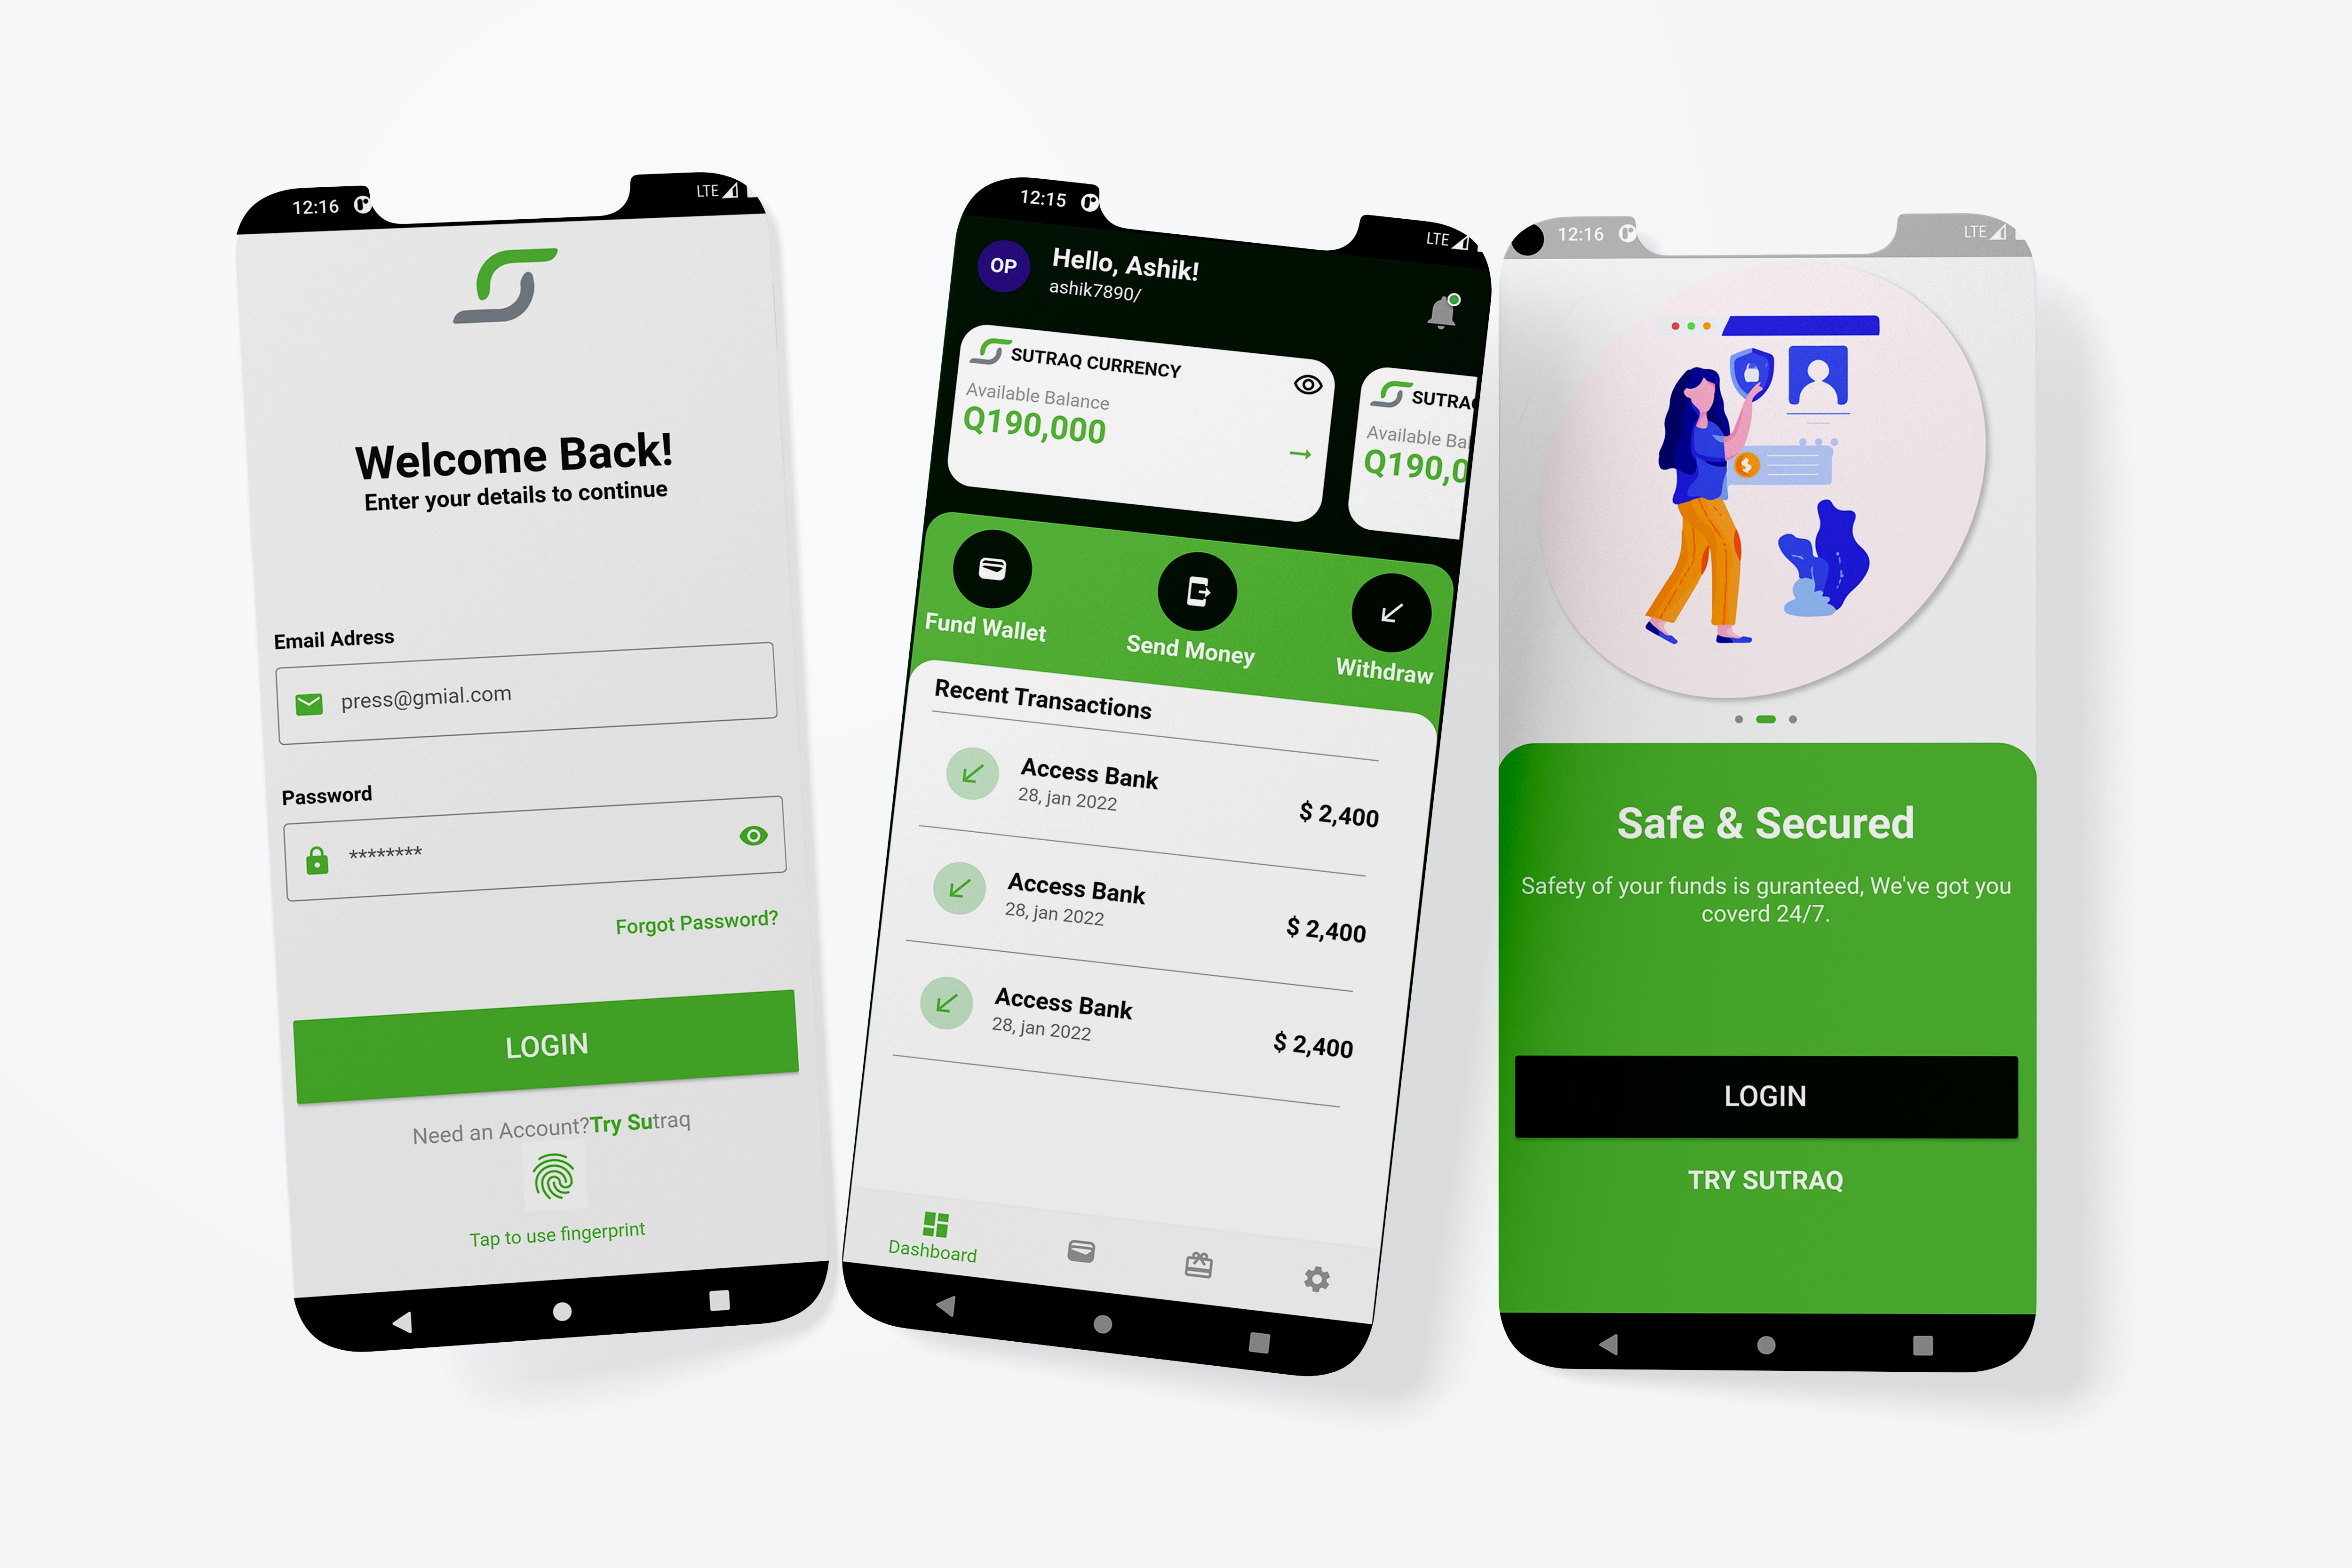 12:16
LTE
Welcome Back!
Enter your details to continue
Email Adress
press@gmial.com
Password
********
Forgot Password?
LOGIN
Need an Account?Try Sutraq
Tap to use fingerprint
12:15
LTE
OP
Hello, Ashik!
ashik7890/
SUTRAQ CURRENCY
Available Balance
Q190,000
SUTRAQ
Available Ba
Q190,0
Fund Wallet
Send Money
Withdraw
Recent Transactions
Access Bank
28, jan 2022
$ 2,400
Access Bank
28, jan 2022
$ 2,400
Access Bank
28, jan 2022
$ 2,400
Dashboard
12:16
LTE
$
Safe & Secured
Safety of your funds is guranteed, We've got you
coverd 24/7.
LOGIN
TRY SUTRAQ